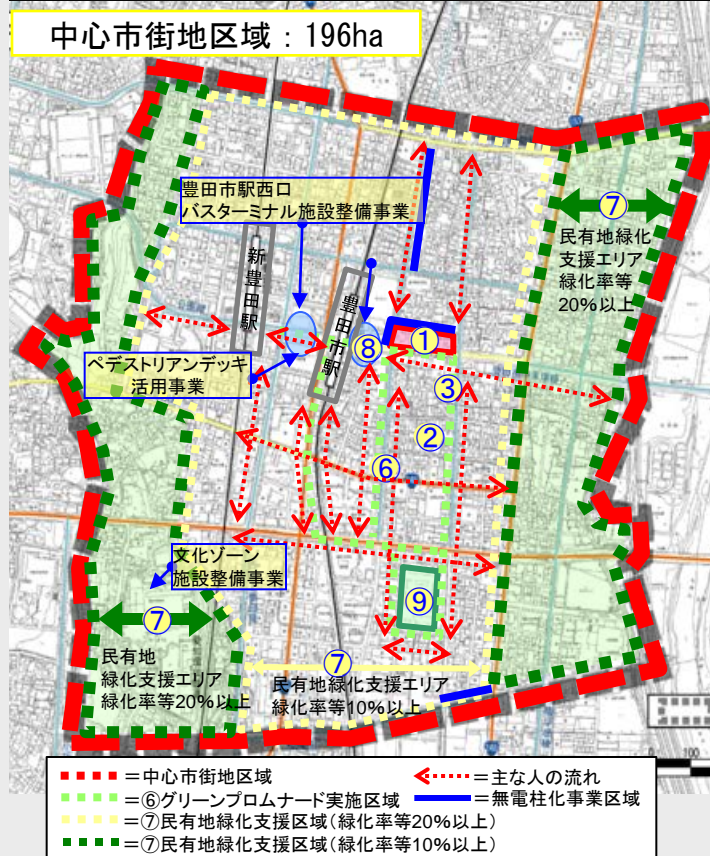 中心市街地区域：196ha
豊田市駅西口
バスターミナル施設整備事業
⑦
民有地緑化
支援エリア
緑化率等
20%以上
新豊田駅
豊田市駅
①
⑧
ペデストリアンデッキ
活用事業
③
②
⑥
文化ゾーン
施設整備事業
⑨
⑦
民有地
緑化支援エリア
緑化率等20%以上
⑦
民有地緑化支援エリア
緑化率等10%以上
0 100
=中心市街地区域
=主な人の流れ
=⑥グリーンプロムナード実施区域
=無電柱化事業区域
=⑦民有地緑化支援区域(緑化率等20%以上)
=⑦民有地緑化支援区域(緑化率等10%以上)